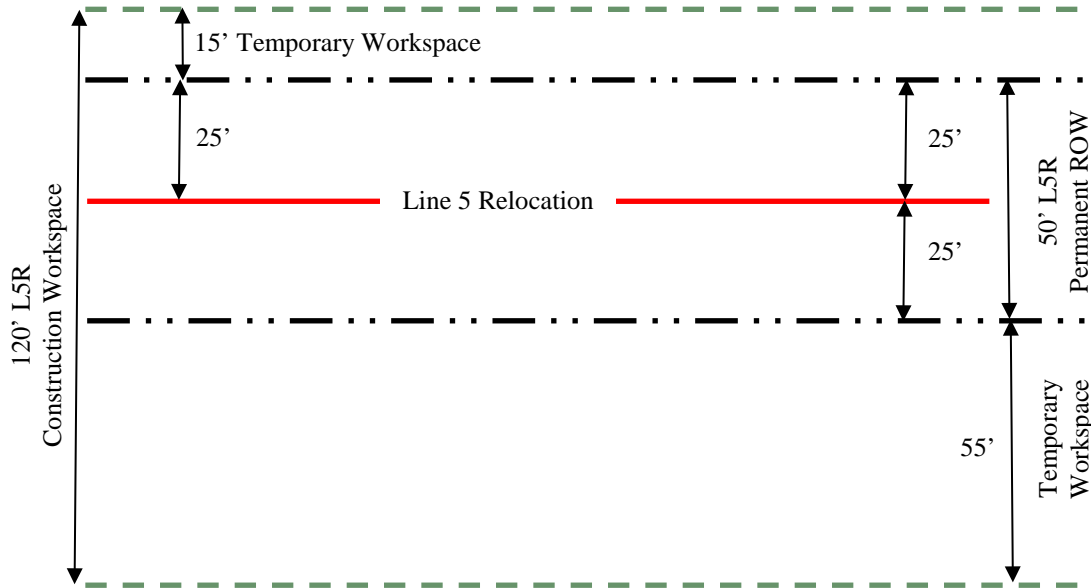 15’ Temporary Workspace
25’
25’
Line 5 Relocation
25’
50’ L5R
Permanent ROW
120’ L5R
Construction Workspace
55’
Temporary
Workspace